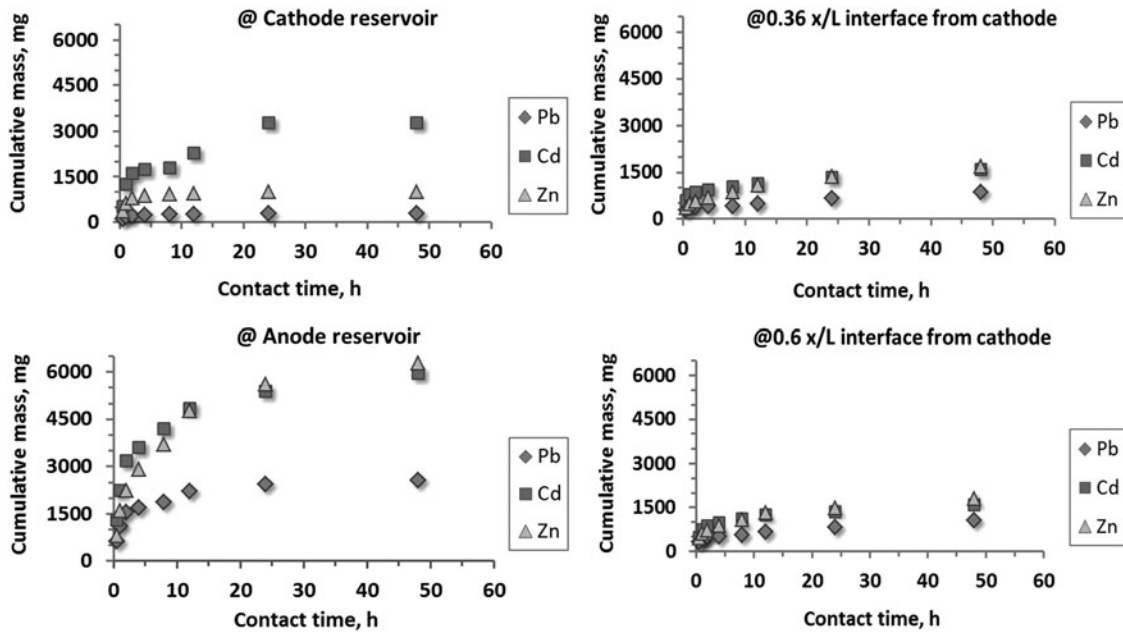 @ Cathode reservoir
Cumulative mass, mg
6000
4500
3000
1500
0
0 10 20 30 40 50 60
Contact time, h
Pb
Cd
Zn
@0.36 x/L interface from cathode
Cumulative mass, mg
6000
4500
3000
1500
0
0 10 20 30 40 50 60
Contact time, h
Pb
Cd
Zn
@ Anode reservoir
Cumulative mass, mg
6000
4500
3000
1500
0
0 10 20 30 40 50 60
Contact time, h
Pb
Cd
Zn
@0.6 x/L interface from cathode
Cumulative mass, mg
6000
4500
3000
1500
0
0 10 20 30 40 50 60
Contact time, h
Pb
Cd
Zn